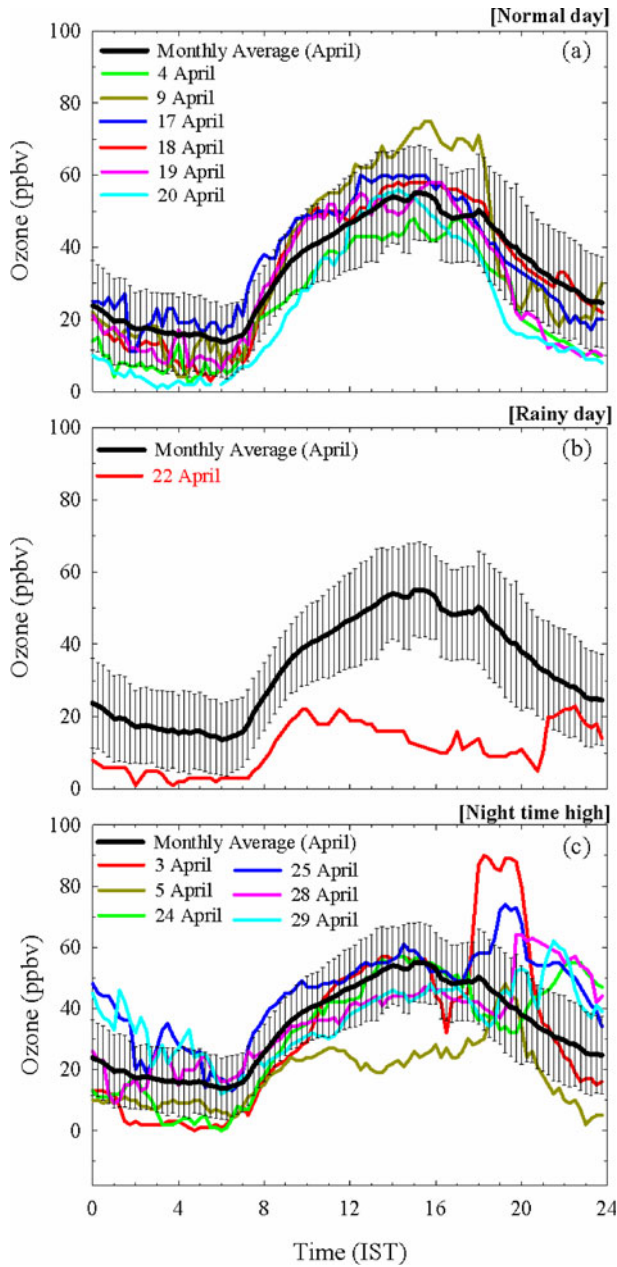 [Normal day]
(a)
Monthly Average (April)
4 April
9 April
17 April
18 April
19 April
20 April
100
80
60
40
20
0
Ozone (ppbv)
[Rainy day]
(b)
Monthly Average (April)
22 April
100
80
60
40
20
0
Ozone (ppbv)
[Night time high]
(c)
Monthly Average (April)
3 April 25 April
5 April 28 April
24 April 29 April
100
80
60
40
20
0
Ozone (ppbv)
0 4 8 12 16 20 24
Time (IST)